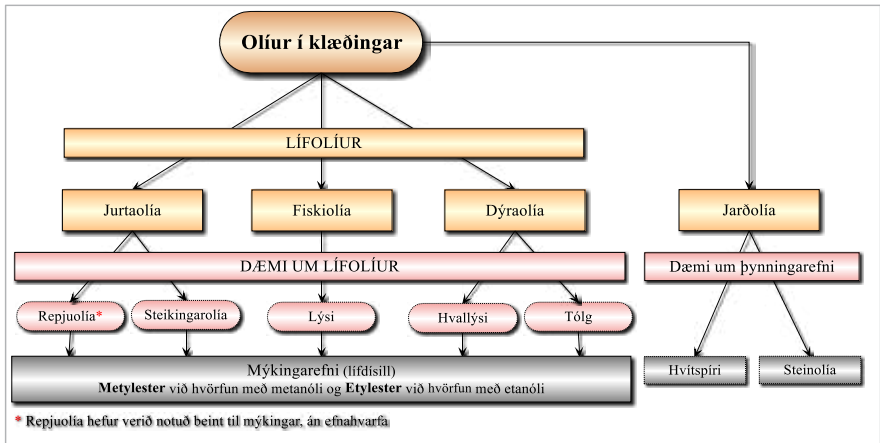 Olíur í klæðingar
LÍFOLÍUR
Jurtaolía
Fiskiolía
Dýraolía
Jarðolía
DÆMI UM LÍFOLÍUR
Dæmi um þynningarefni
Repjuolía*
Steikingarolía
Lýsi
Hvallýsi
Tólg
Mýkingarefni (lífdísill)
Metylester við hvörfun með metanóli og Etylester við hvörfun með etanóli
Hvítspíri
Steinolía
* Repjuolía hefur verið notuð beint til mýkingar, án efnahvarfa